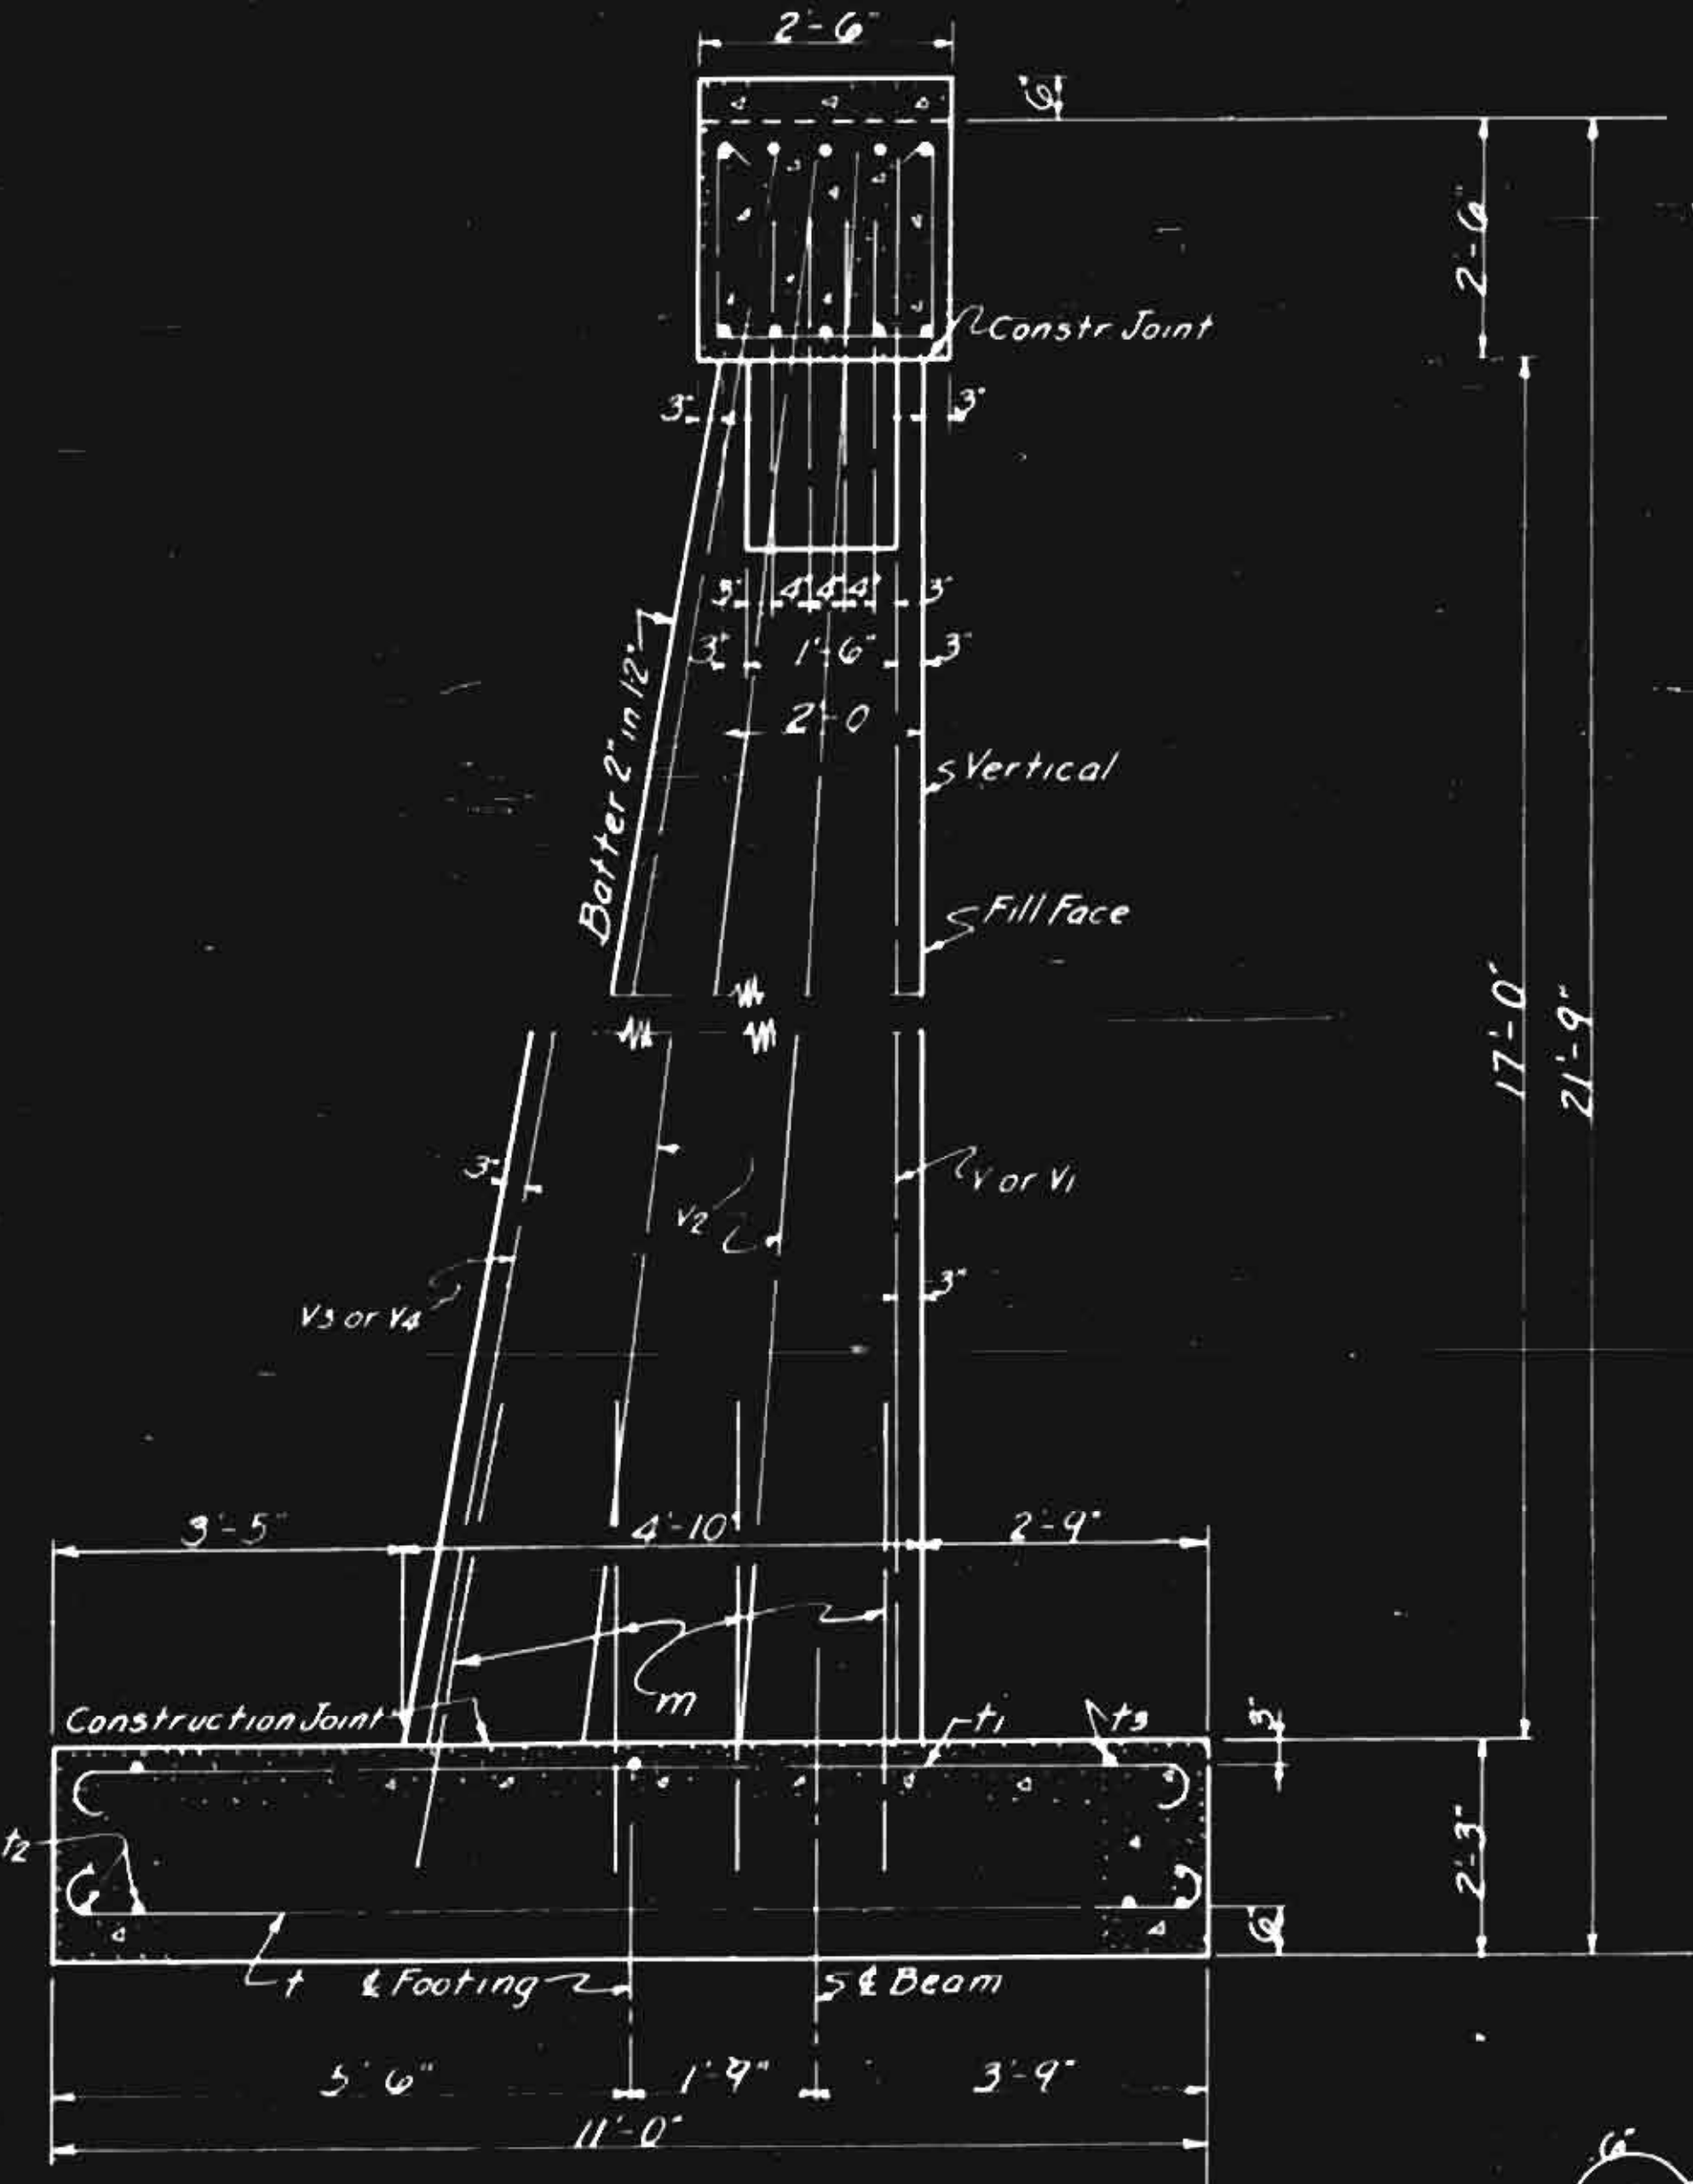 2'-6"
6"
2'-6"
Constr. Joint
3" 3"
3" 4" 4" 4" 3"
3" 1'-6" 3"
2'-0
Batter 2" in 12"
Vertical
Fill Face
17'-0"
21'-9"
3"
V2
V or V1
3"
V3 or V4
3'-5" 4'-10" 2'-9"
m
Construction Joint
t1
t3
3"
t2
2'-3"
6"
t
℄ Footing
℄ Beam
5'-6" 1'-9" 3'-9"
11'-0"
6"